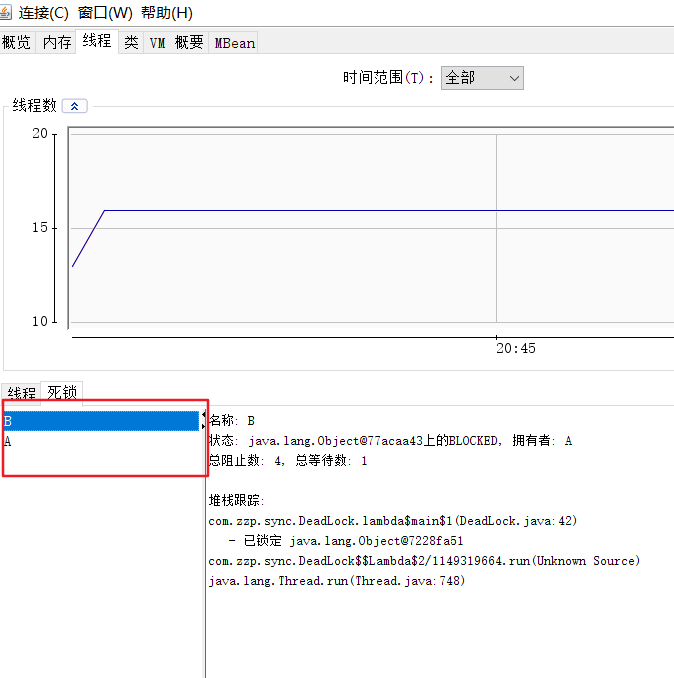 连接(C) 窗口(W) 帮助(H)
概览 内存 线程 类 VM 概要 MBean
时间范围(T): 全部
线程数
20
15
10
20:45
线程 死锁
B
A
名称: B
状态: java.lang.Object@77acaa43上的BLOCKED, 拥有者: A
总阻止数: 4, 总等待数: 1
堆栈跟踪:
com.zzp.sync.DeadLock.lambda$main$1(DeadLock.java:42)
- 已锁定 java.lang.Object@7228fa51
com.zzp.sync.DeadLock$$Lambda$2/1149319664.run(Unknown Source)
java.lang.Thread.run(Thread.java:748)